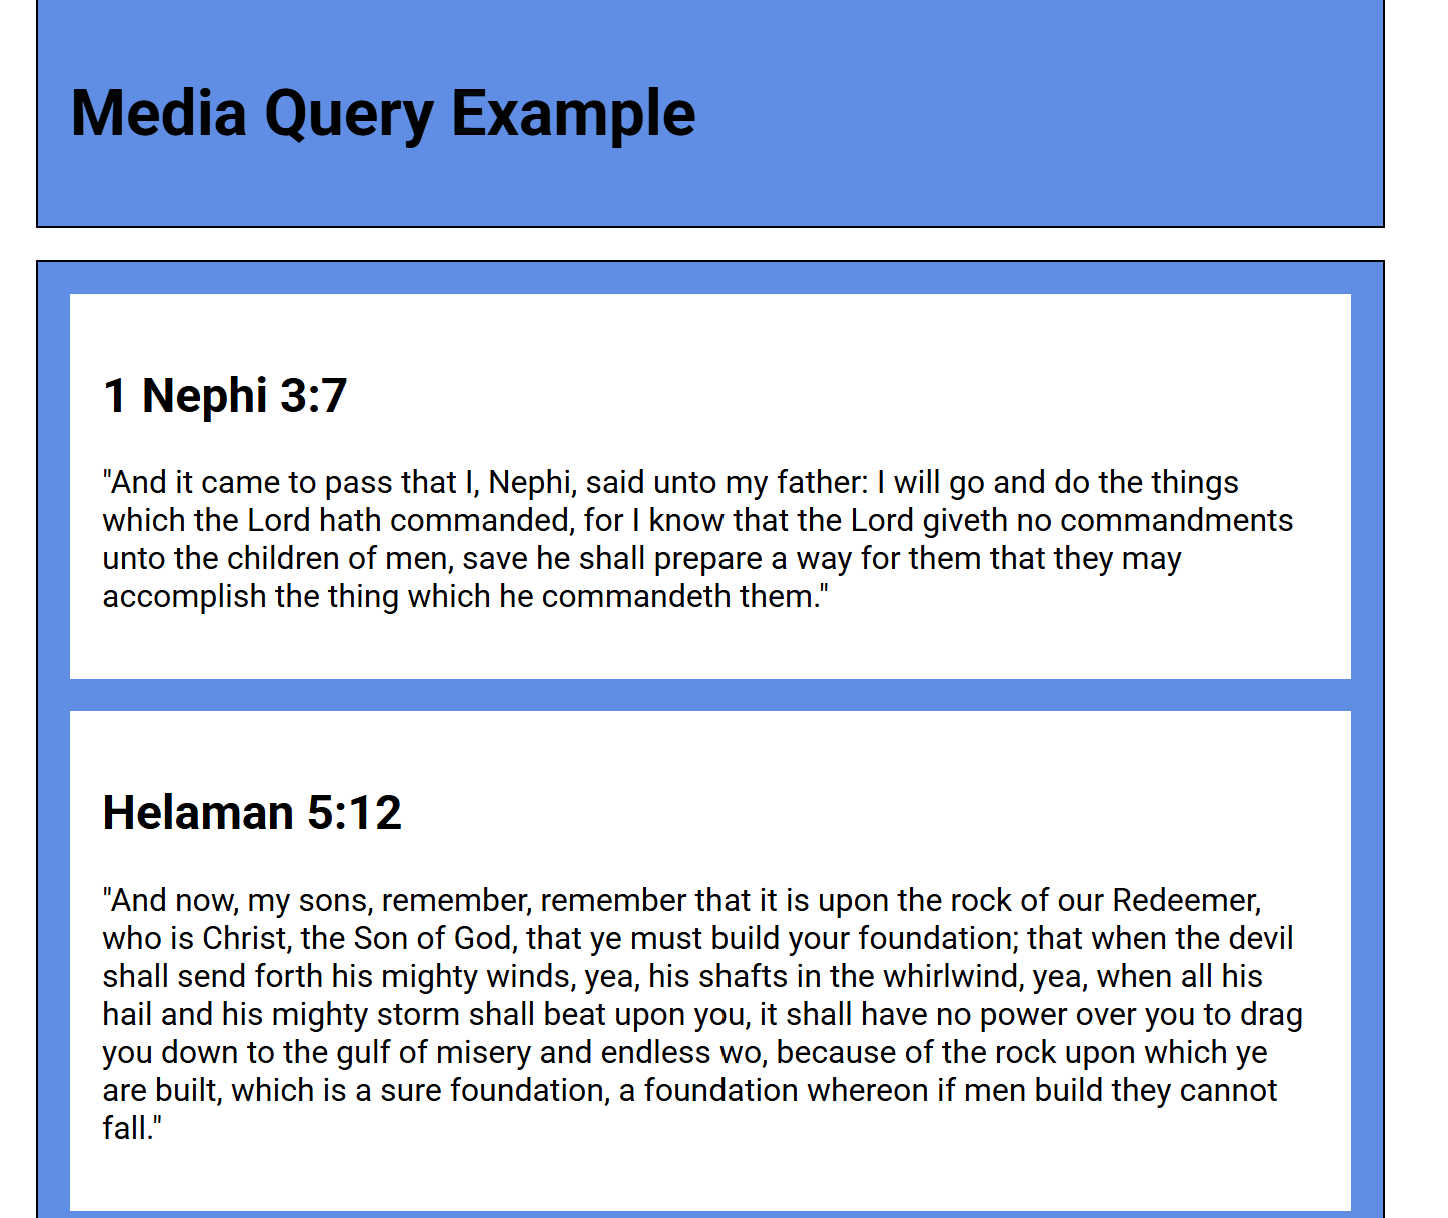 Media Query Example
1 Nephi 3:7
"And it came to pass that I, Nephi, said unto my father: I will go and do the things
which the Lord hath commanded, for I know that the Lord giveth no commandments
unto the children of men, save he shall prepare a way for them that they may
accomplish the thing which he commandeth them."
Helaman 5:12
"And now, my sons, remember, remember that it is upon the rock of our Redeemer,
who is Christ, the Son of God, that ye must build your foundation; that when the devil
shall send forth his mighty winds, yea, his shafts in the whirlwind, yea, when all his
hail and his mighty storm shall beat upon you, it shall have no power over you to drag
you down to the gulf of misery and endless wo, because of the rock upon which ye
are built, which is a sure foundation, a foundation whereon if men build they cannot
fall."